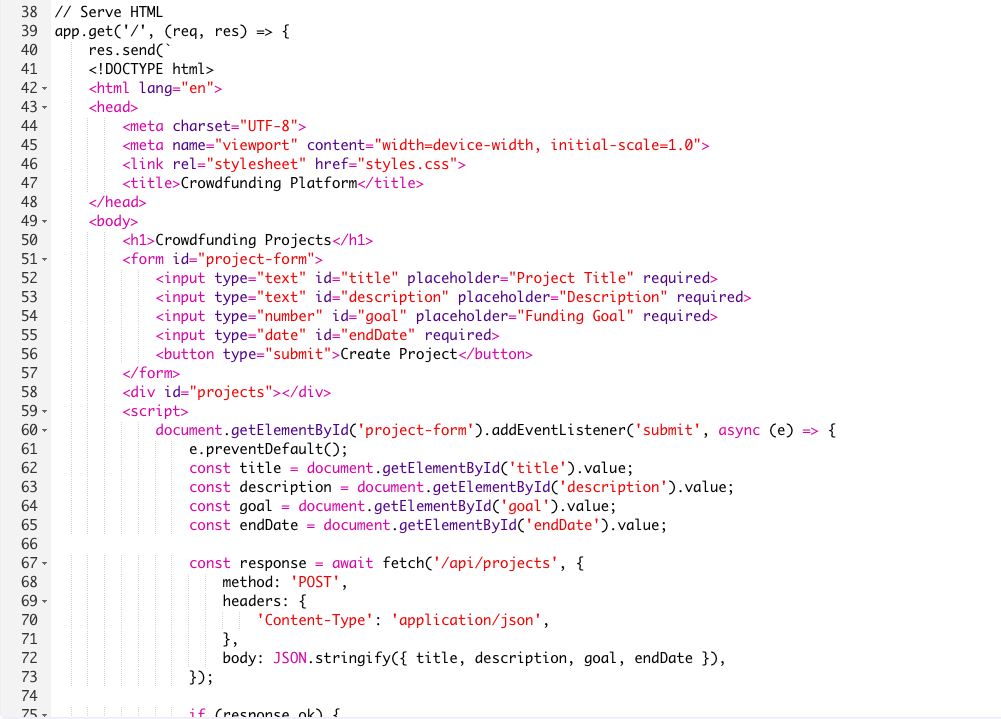 38 // Serve HTML
39 app.get('/', (req, res) => {
40     res.send(`
41     <!DOCTYPE html>
42     <html lang="en">
43     <head>
44         <meta charset="UTF-8">
45         <meta name="viewport" content="width=device-width, initial-scale=1.0">
46         <link rel="stylesheet" href="styles.css">
47         <title>Crowdfunding Platform</title>
48     </head>
49     <body>
50         <h1>Crowdfunding Projects</h1>
51         <form id="project-form">
52             <input type="text" id="title" placeholder="Project Title" required>
53             <input type="text" id="description" placeholder="Description" required>
54             <input type="number" id="goal" placeholder="Funding Goal" required>
55             <input type="date" id="endDate" required>
56             <button type="submit">Create Project</button>
57         </form>
58         <div id="projects"></div>
59         <script>
60             document.getElementById('project-form').addEventListener('submit', async (e) => {
61                 e.preventDefault();
62                 const title = document.getElementById('title').value;
63                 const description = document.getElementById('description').value;
64                 const goal = document.getElementById('goal').value;
65                 const endDate = document.getElementById('endDate').value;
66
67                 const response = await fetch('/api/projects', {
68                     method: 'POST',
69                     headers: {
70                         'Content-Type': 'application/json',
71                     },
72                     body: JSON.stringify({ title, description, goal, endDate }),
73                 });
74
75                 if (response.ok) {